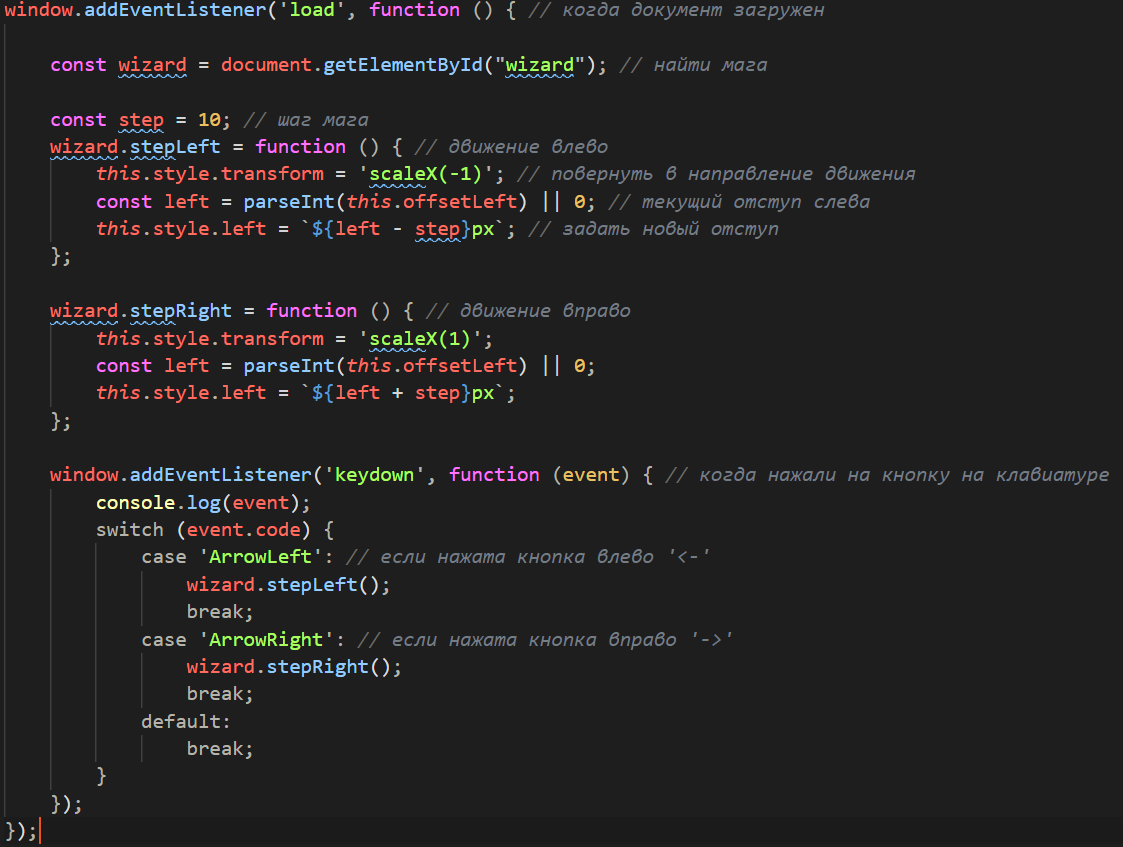 window.addEventListener('load', function () { // когда документ загружен
const wizard = document.getElementById("wizard"); // найти мага
const step = 10; // шаг мага
wizard.stepLeft = function () { // движение влево
this.style.transform = 'scaleX(-1)'; // повернуть в направление движения
const left = parseInt(this.offsetLeft) || 0; // текущий отступ слева
this.style.left = `${left - step}px`; // задать новый отступ
};
wizard.stepRight = function () { // движение вправо
this.style.transform = 'scaleX(1)';
const left = parseInt(this.offsetLeft) || 0;
this.style.left = `${left + step}px`;
};
window.addEventListener('keydown', function (event) { // когда нажали на кнопку на клавиатуре
console.log(event);
switch (event.code) {
case 'ArrowLeft': // если нажата кнопка влево '<-'
wizard.stepLeft();
break;
case 'ArrowRight': // если нажата кнопка вправо '->'
wizard.stepRight();
break;
default:
break;
}
});
});